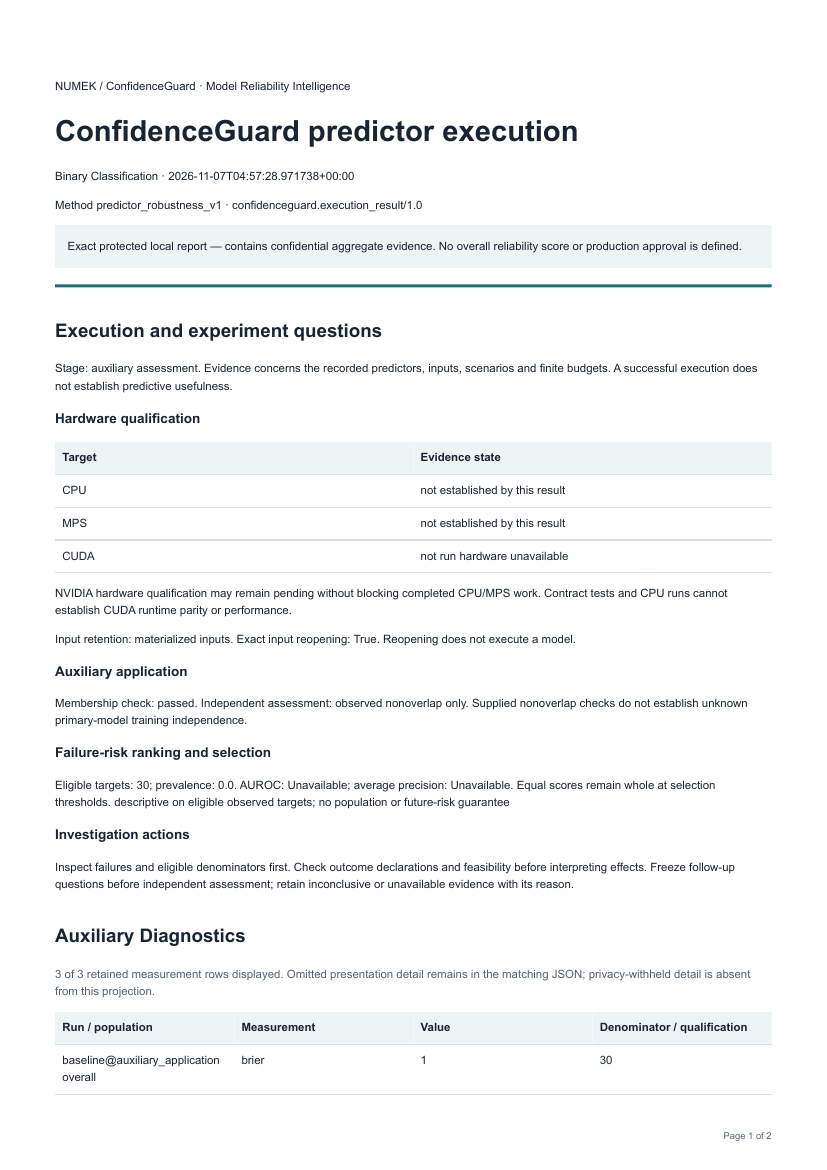 NUMEK / ConfidenceGuard · Model Reliability Intelligence
ConfidenceGuard predictor execution
Binary Classification · 2026-11-07T04:57:28.971738+00:00
Method predictor_robustness_v1 · confidenceguard.execution_result/1.0
Exact protected local report — contains confidential aggregate evidence. No overall reliability score or production approval is defined.
Execution and experiment questions
Stage: auxiliary assessment. Evidence concerns the recorded predictors, inputs, scenarios and finite budgets. A successful execution does
not establish predictive usefulness.
Hardware qualification
Target Evidence state
CPU not established by this result
MPS not established by this result
CUDA not run hardware unavailable
NVIDIA hardware qualification may remain pending without blocking completed CPU/MPS work. Contract tests and CPU runs cannot
establish CUDA runtime parity or performance.
Input retention: materialized inputs. Exact input reopening: True. Reopening does not execute a model.
Auxiliary application
Membership check: passed. Independent assessment: observed nonoverlap only. Supplied nonoverlap checks do not establish unknown
primary-model training independence.
Failure-risk ranking and selection
Eligible targets: 30; prevalence: 0.0. AUROC: Unavailable; average precision: Unavailable. Equal scores remain whole at selection
thresholds. descriptive on eligible observed targets; no population or future-risk guarantee
Investigation actions
Inspect failures and eligible denominators first. Check outcome declarations and feasibility before interpreting effects. Freeze follow-up
questions before independent assessment; retain inconclusive or unavailable evidence with its reason.
Auxiliary Diagnostics
3 of 3 retained measurement rows displayed. Omitted presentation detail remains in the matching JSON; privacy-withheld detail is absent
from this projection.
Run / population Measurement Value Denominator / qualification
baseline@auxiliary_application brier 1 30
overall
Page 1 of 2